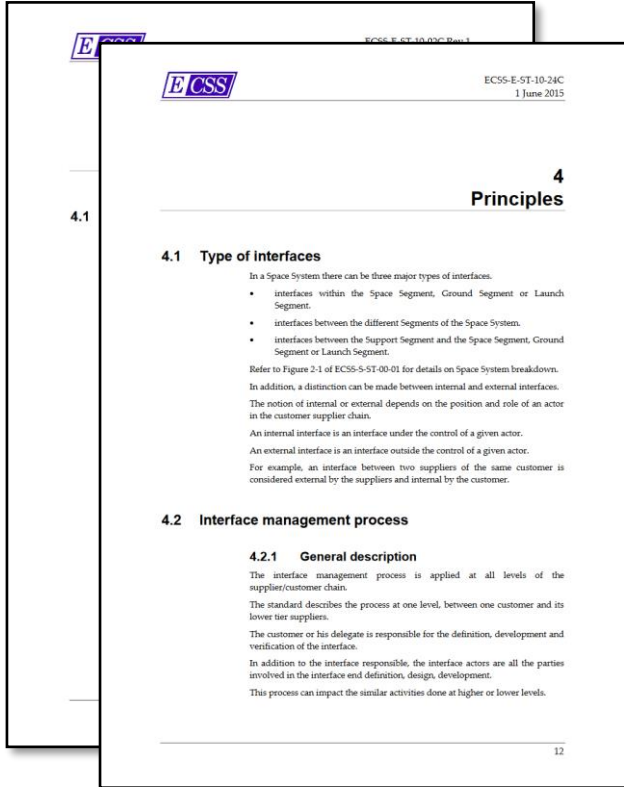 E
ECSS-E-ST-10-02C Rev.1
4.1
E CSS
ECSS-E-ST-10-24C
1 June 2015
4
Principles
4.1 Type of interfaces
In a Space System there can be three major types of interfaces.
• interfaces within the Space Segment, Ground Segment or Launch
Segment.
• interfaces between the different Segments of the Space System.
• interfaces between the Support Segment and the Space Segment, Ground
Segment or Launch Segment.
Refer to Figure 2-1 of ECSS-S-ST-00-01 for details on Space System breakdown.
In addition, a distinction can be made between internal and external interfaces.
The notion of internal or external depends on the position and role of an actor
in the customer supplier chain.
An internal interface is an interface under the control of a given actor.
An external interface is an interface outside the control of a given actor.
For example, an interface between two suppliers of the same customer is
considered external by the suppliers and internal by the customer.
4.2 Interface management process
4.2.1 General description
The interface management process is applied at all levels of the
supplier/customer chain.
The standard describes the process at one level, between one customer and its
lower tier suppliers.
The customer or his delegate is responsible for the definition, development and
verification of the interface.
In addition to the interface responsible, the interface actors are all the parties
involved in the interface end definition, design, development.
This process can impact the similar activities done at higher or lower levels.
12